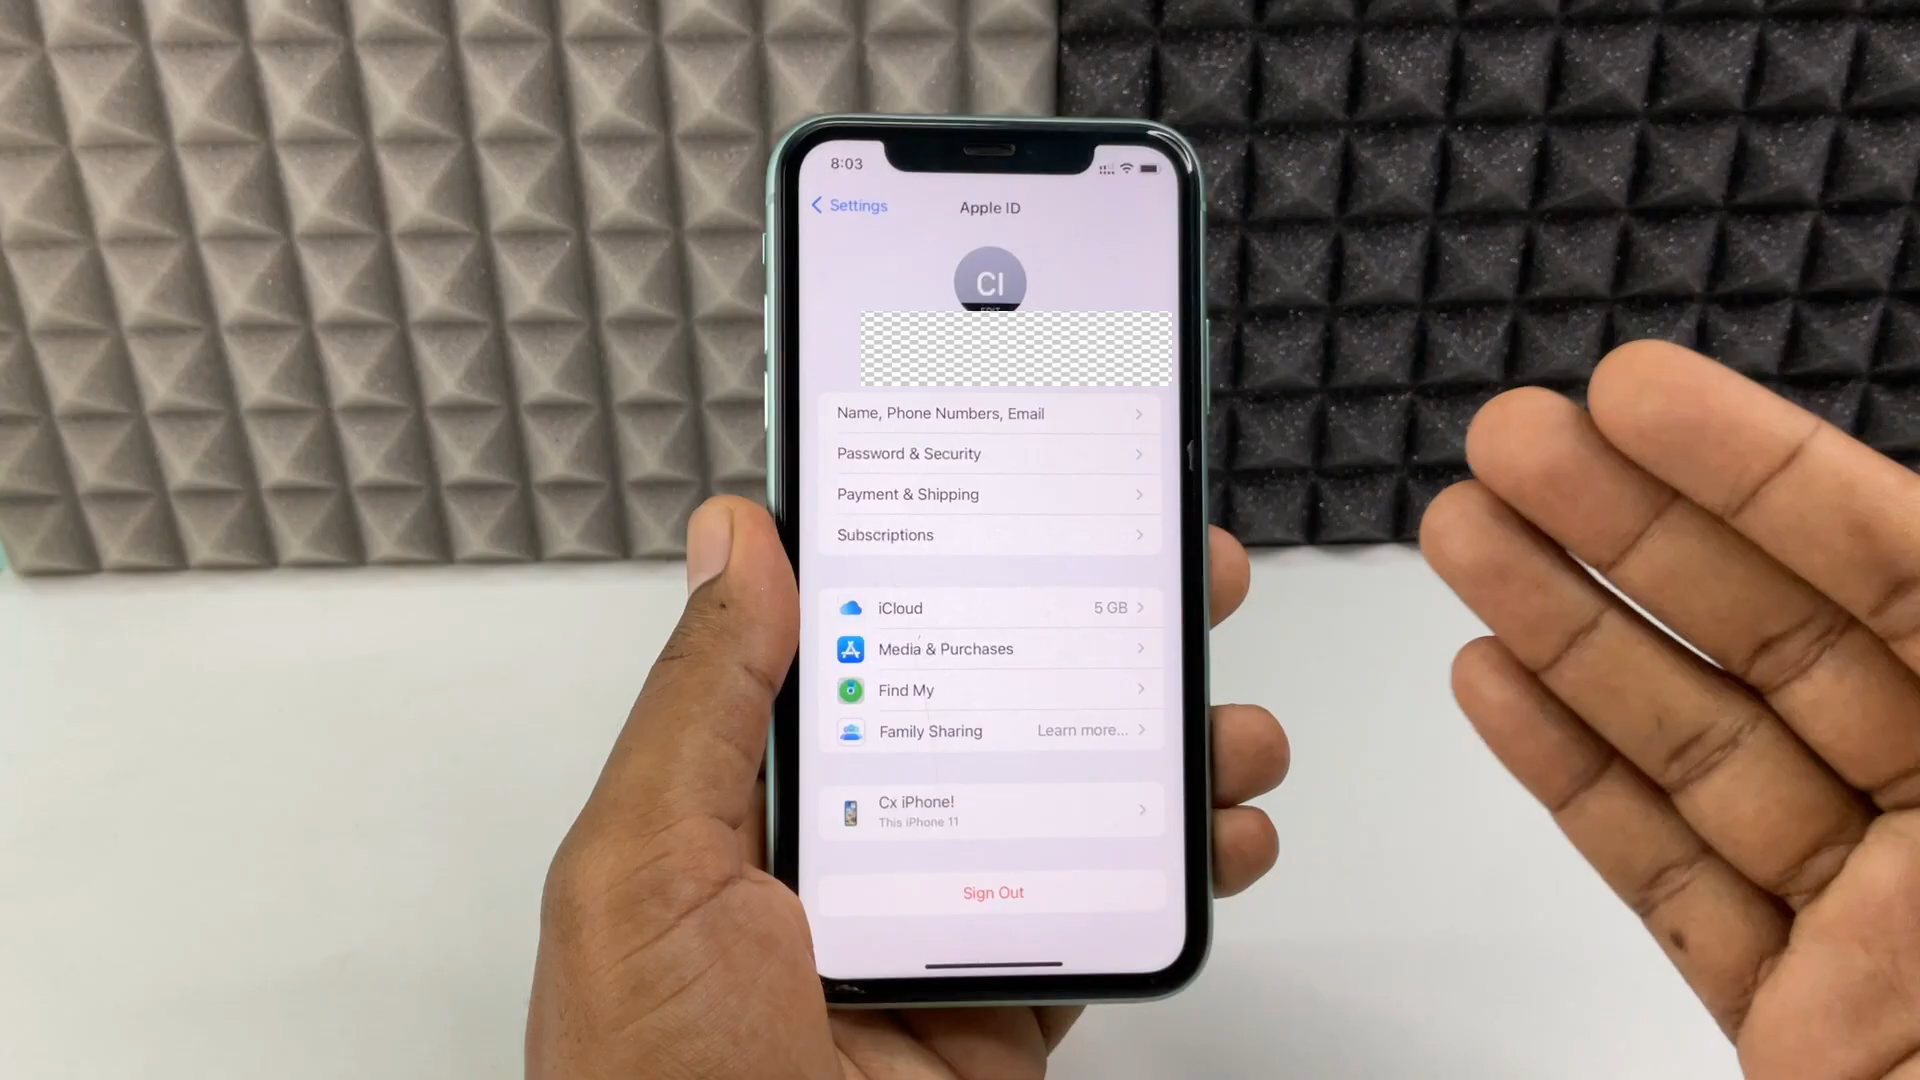 8:03
Settings
Apple ID
CI
EDIT
Name, Phone Numbers, Email
Password & Security
Payment & Shipping
Subscriptions
iCloud 5 GB
Media & Purchases
Find My
Family Sharing Learn more...
Cx iPhone!
This iPhone 11
Sign Out